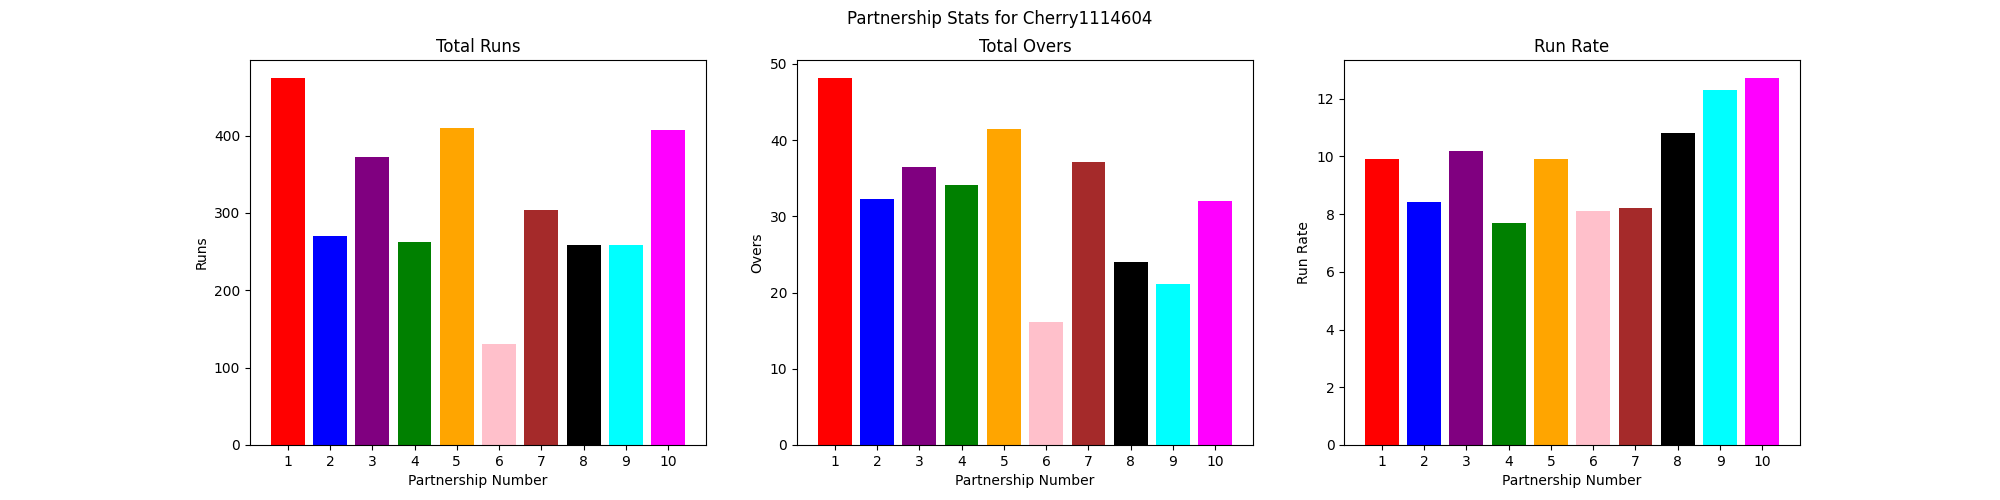 Partnership Stats for Cherry1114604
Total Runs
Runs
400
300
200
100
0
1 2 3 4 5 6 7 8 9 10
Partnership Number
Total Overs
Overs
50
40
30
20
10
0
1 2 3 4 5 6 7 8 9 10
Partnership Number
Run Rate
Run Rate
12
10
8
6
4
2
0
1 2 3 4 5 6 7 8 9 10
Partnership Number